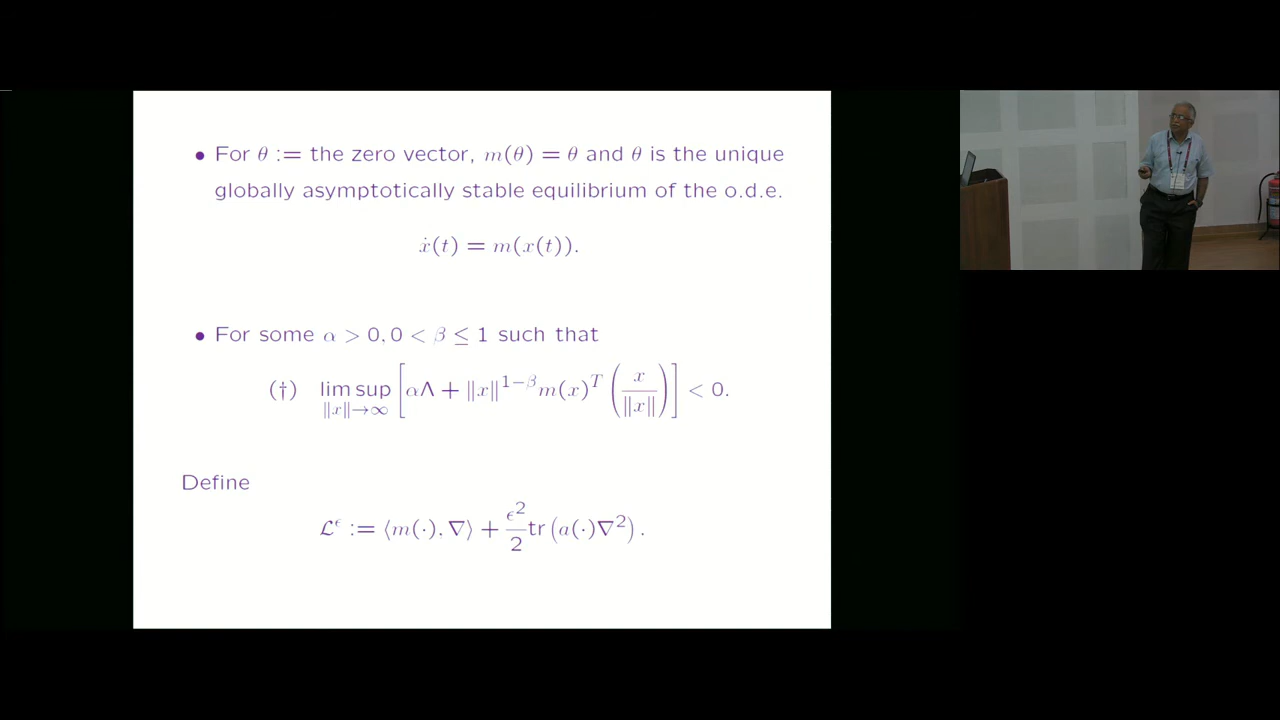 • For θ := the zero vector, m(θ) = θ and θ is the unique
globally asymptotically stable equilibrium of the o.d.e.
ẋ(t) = m(x(t)).
• For some α > 0, 0 < β ≤ 1 such that
(†) lim sup_{‖x‖→∞} [αΛ + ‖x‖^{1−β} m(x)^T (x/‖x‖)] < 0.
Define
ℒ^ϵ := ⟨m(·), ∇⟩ + ϵ²/2 tr(a(·)∇²).